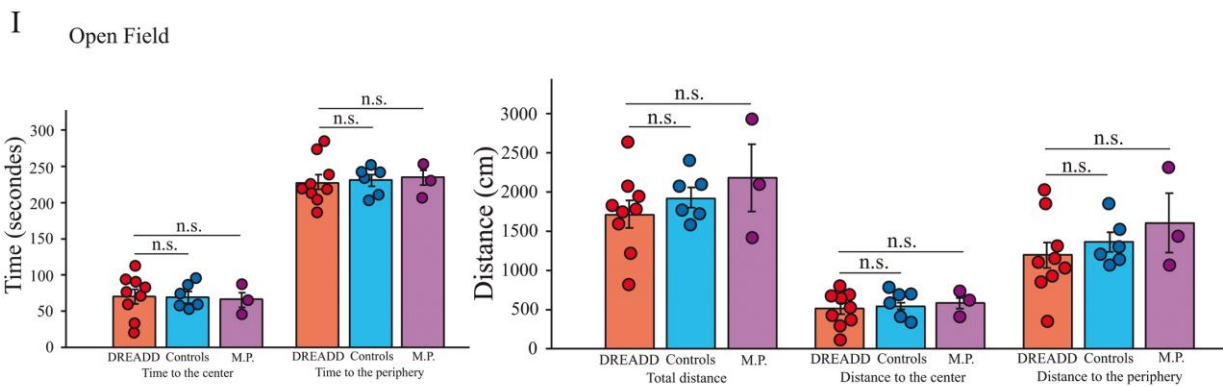 I
Open Field
Time (secondes)
300
250
200
150
100
50
0
n.s.
n.s.
n.s.
n.s.
DREADD Controls M.P. DREADD Controls M.P.
Time to the center Time to the periphery
Distance (cm)
3000
2500
2000
1500
1000
500
0
n.s.
n.s.
n.s.
n.s.
n.s.
n.s.
DREADD Controls M.P. DREADD Controls M.P. DREADD Controls M.P.
Total distance Distance to the center Distance to the periphery